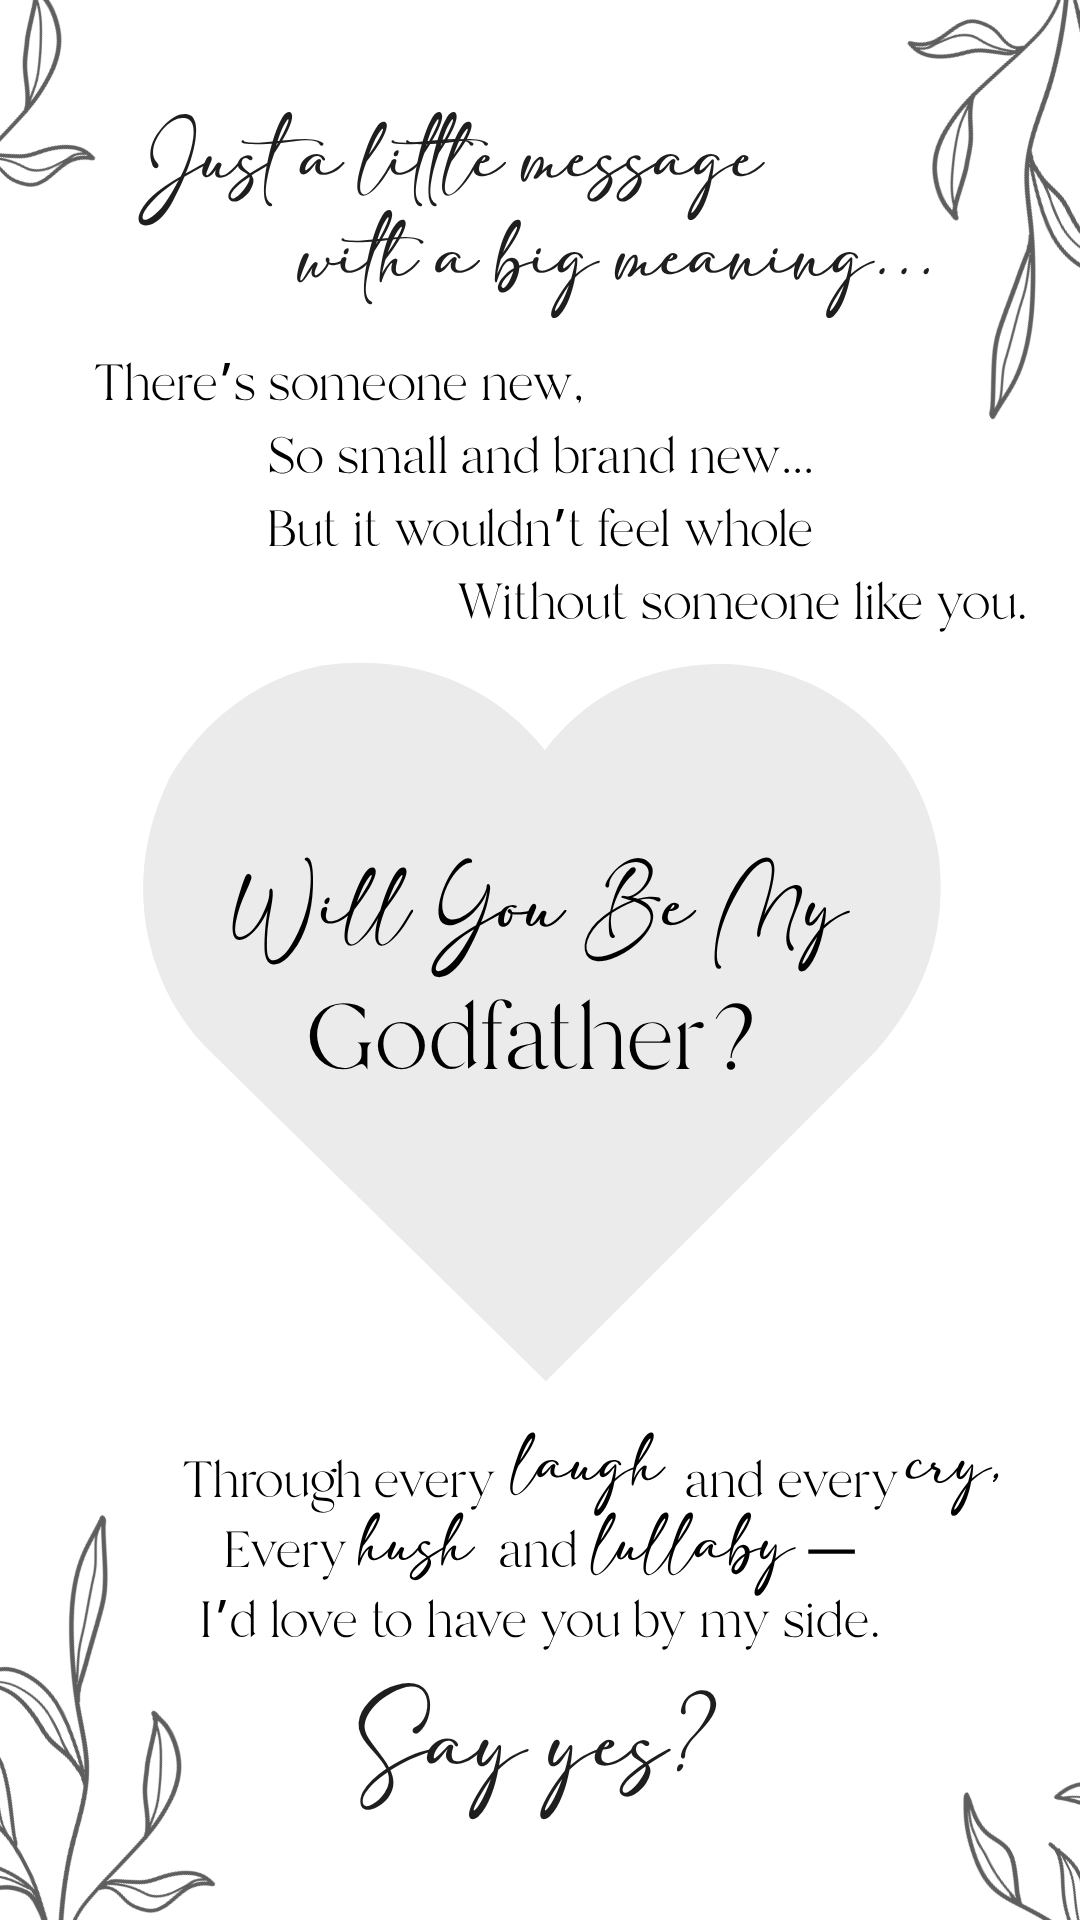 Just a little message
with a big meaning...
There's someone new,
So small and brand new...
But it wouldn't feel whole
Without someone like you.
Will You Be My
Godfather?
Through every laugh and every cry,
Every hush and lullaby —
I'd love to have you by my side.
Say yes?